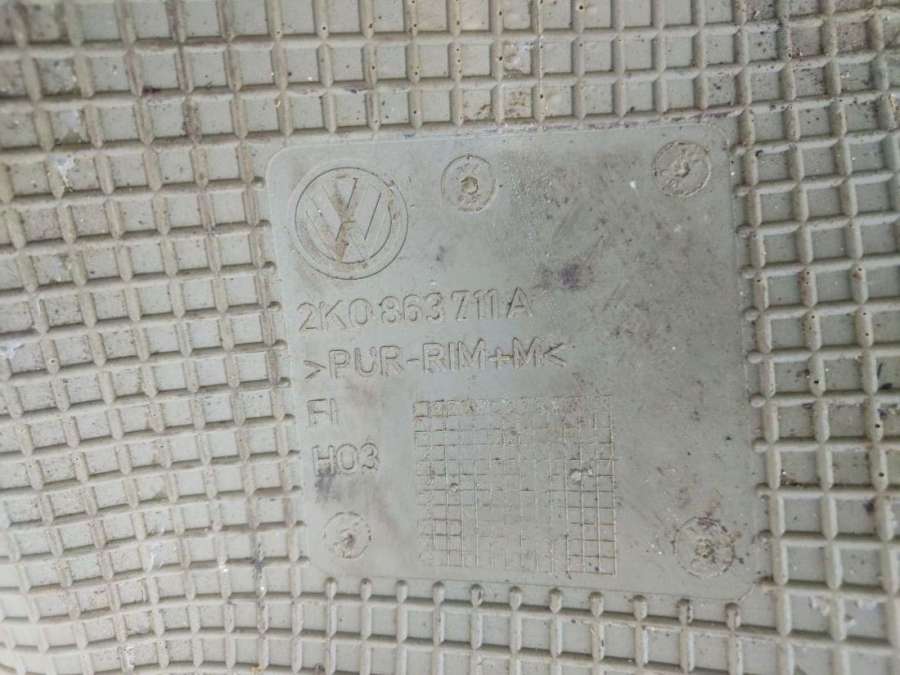 2K0 863 711 A
>PUR-RIM+M<
FI
H03